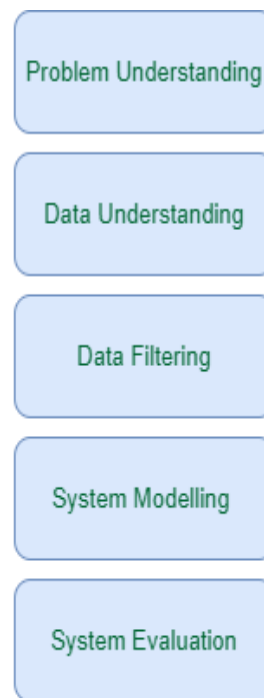 Problem Understanding
Data Understanding
Data Filtering
System Modelling
System Evaluation